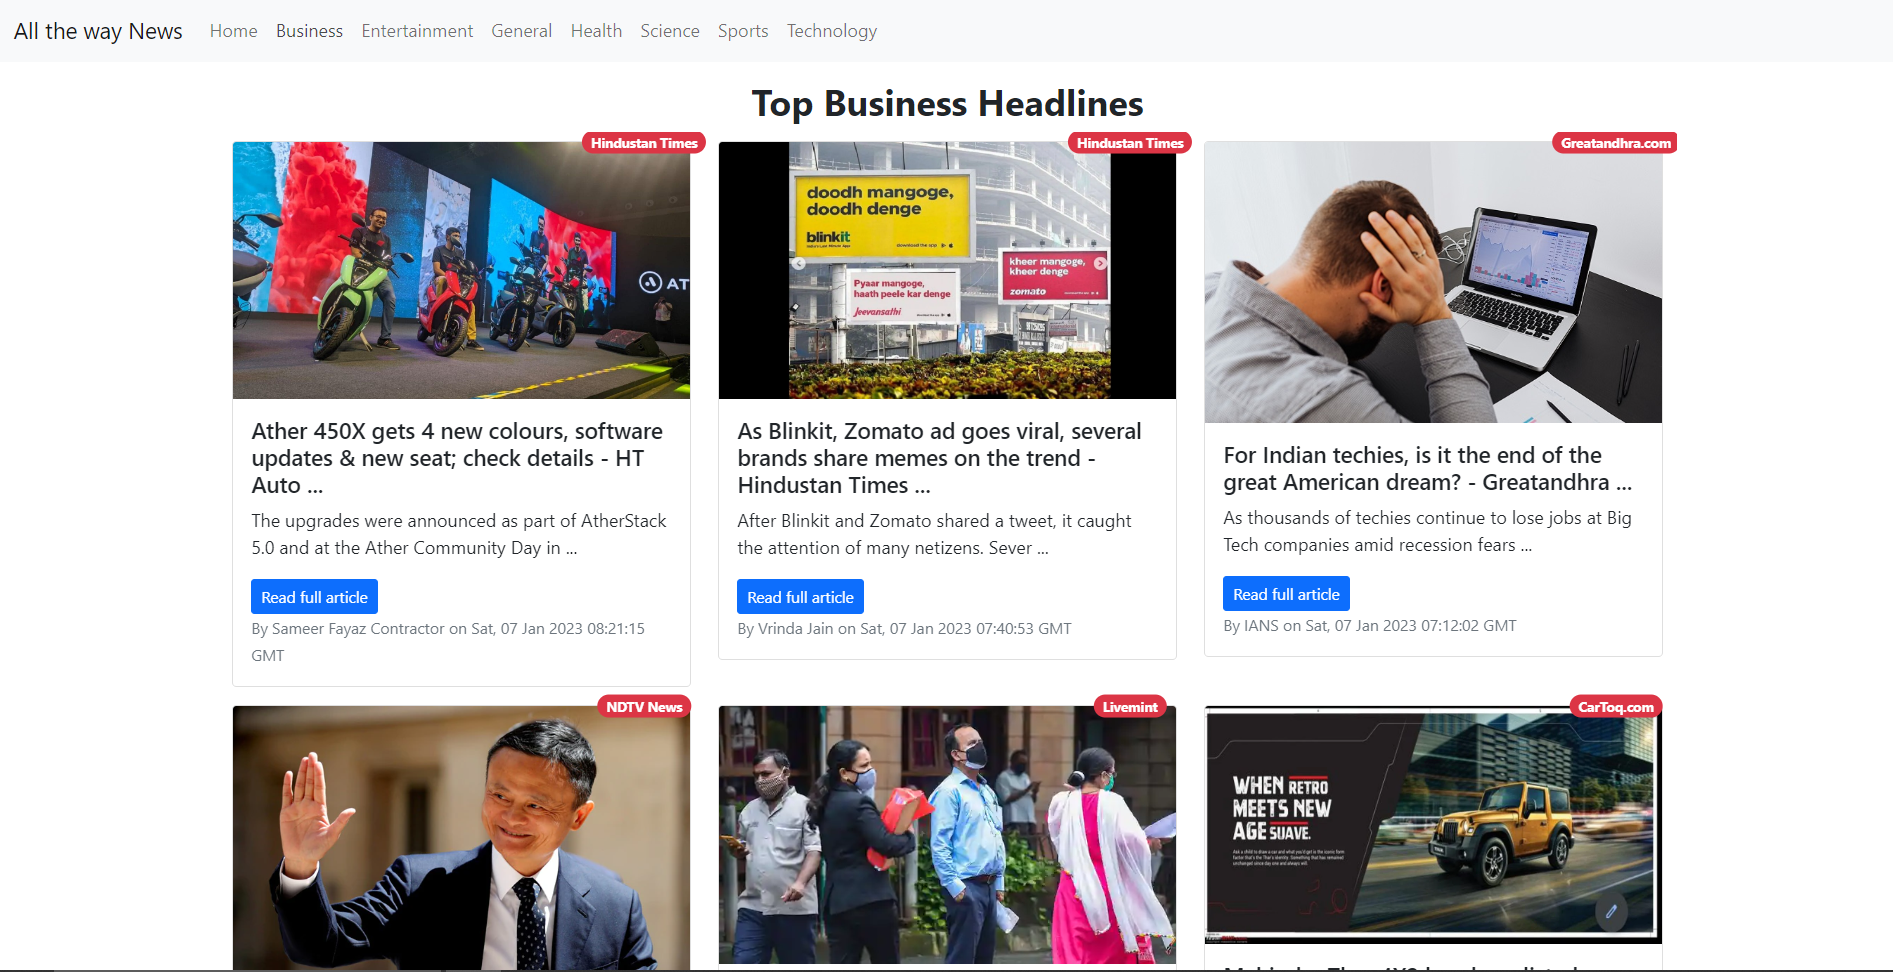 All the way News
Home Business Entertainment General Health Science Sports Technology
Top Business Headlines
Hindustan Times
AT
Ather 450X gets 4 new colours, software
updates & new seat; check details - HT
Auto ...
The upgrades were announced as part of AtherStack
5.0 and at the Ather Community Day in ...
Read full article
By Sameer Fayaz Contractor on Sat, 07 Jan 2023 08:21:15
GMT
Hindustan Times
doodh mangoge,
doodh denge
blinkit
download the app
kheer mangoge,
kheer denge
zomato
Pyaar mangoge,
haath peele kar denge
Jeevansathi
As Blinkit, Zomato ad goes viral, several
brands share memes on the trend -
Hindustan Times ...
After Blinkit and Zomato shared a tweet, it caught
the attention of many netizens. Sever ...
Read full article
By Vrinda Jain on Sat, 07 Jan 2023 07:40:53 GMT
Greatandhra.com
For Indian techies, is it the end of the
great American dream? - Greatandhra ...
As thousands of techies continue to lose jobs at Big
Tech companies amid recession fears ...
Read full article
By IANS on Sat, 07 Jan 2023 07:12:02 GMT
NDTV News
Livemint
CarToq.com
WHEN RETRO
MEETS NEW
AGE SUAVE.